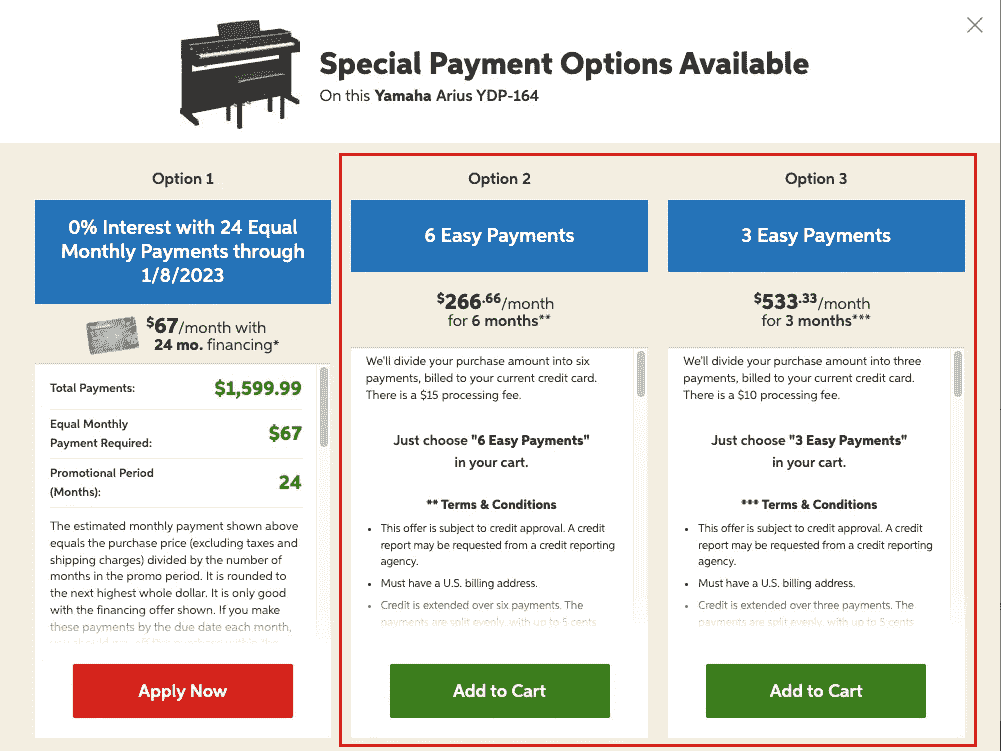 Special Payment Options Available
On this Yamaha Arius YDP-164
Option 1
0% Interest with 24 Equal
Monthly Payments through
1/8/2023
$67/month with
24 mo. financing*
Total Payments: $1,599.99
Equal Monthly
Payment Required: $67
Promotional Period
(Months): 24
The estimated monthly payment shown above
equals the purchase price (excluding taxes and
shipping charges) divided by the number of
months in the promo period. It is rounded to
the next highest whole dollar. It is only good
with the financing offer shown. If you make
these payments by the due date each month,
Apply Now
Option 2
6 Easy Payments
$266.66/month
for 6 months**
We'll divide your purchase amount into six
payments, billed to your current credit card.
There is a $15 processing fee.
Just choose "6 Easy Payments"
in your cart.
** Terms & Conditions
• This offer is subject to credit approval. A credit
report may be requested from a credit reporting
agency.
• Must have a U.S. billing address.
• Credit is extended over six payments. The
payments are split evenly, with up to 5 cents
Add to Cart
Option 3
3 Easy Payments
$533.33/month
for 3 months***
We'll divide your purchase amount into three
payments, billed to your current credit card.
There is a $10 processing fee.
Just choose "3 Easy Payments"
in your cart.
*** Terms & Conditions
• This offer is subject to credit approval. A credit
report may be requested from a credit reporting
agency.
• Must have a U.S. billing address.
• Credit is extended over three payments. The
payments are split evenly, with up to 5 cents
Add to Cart